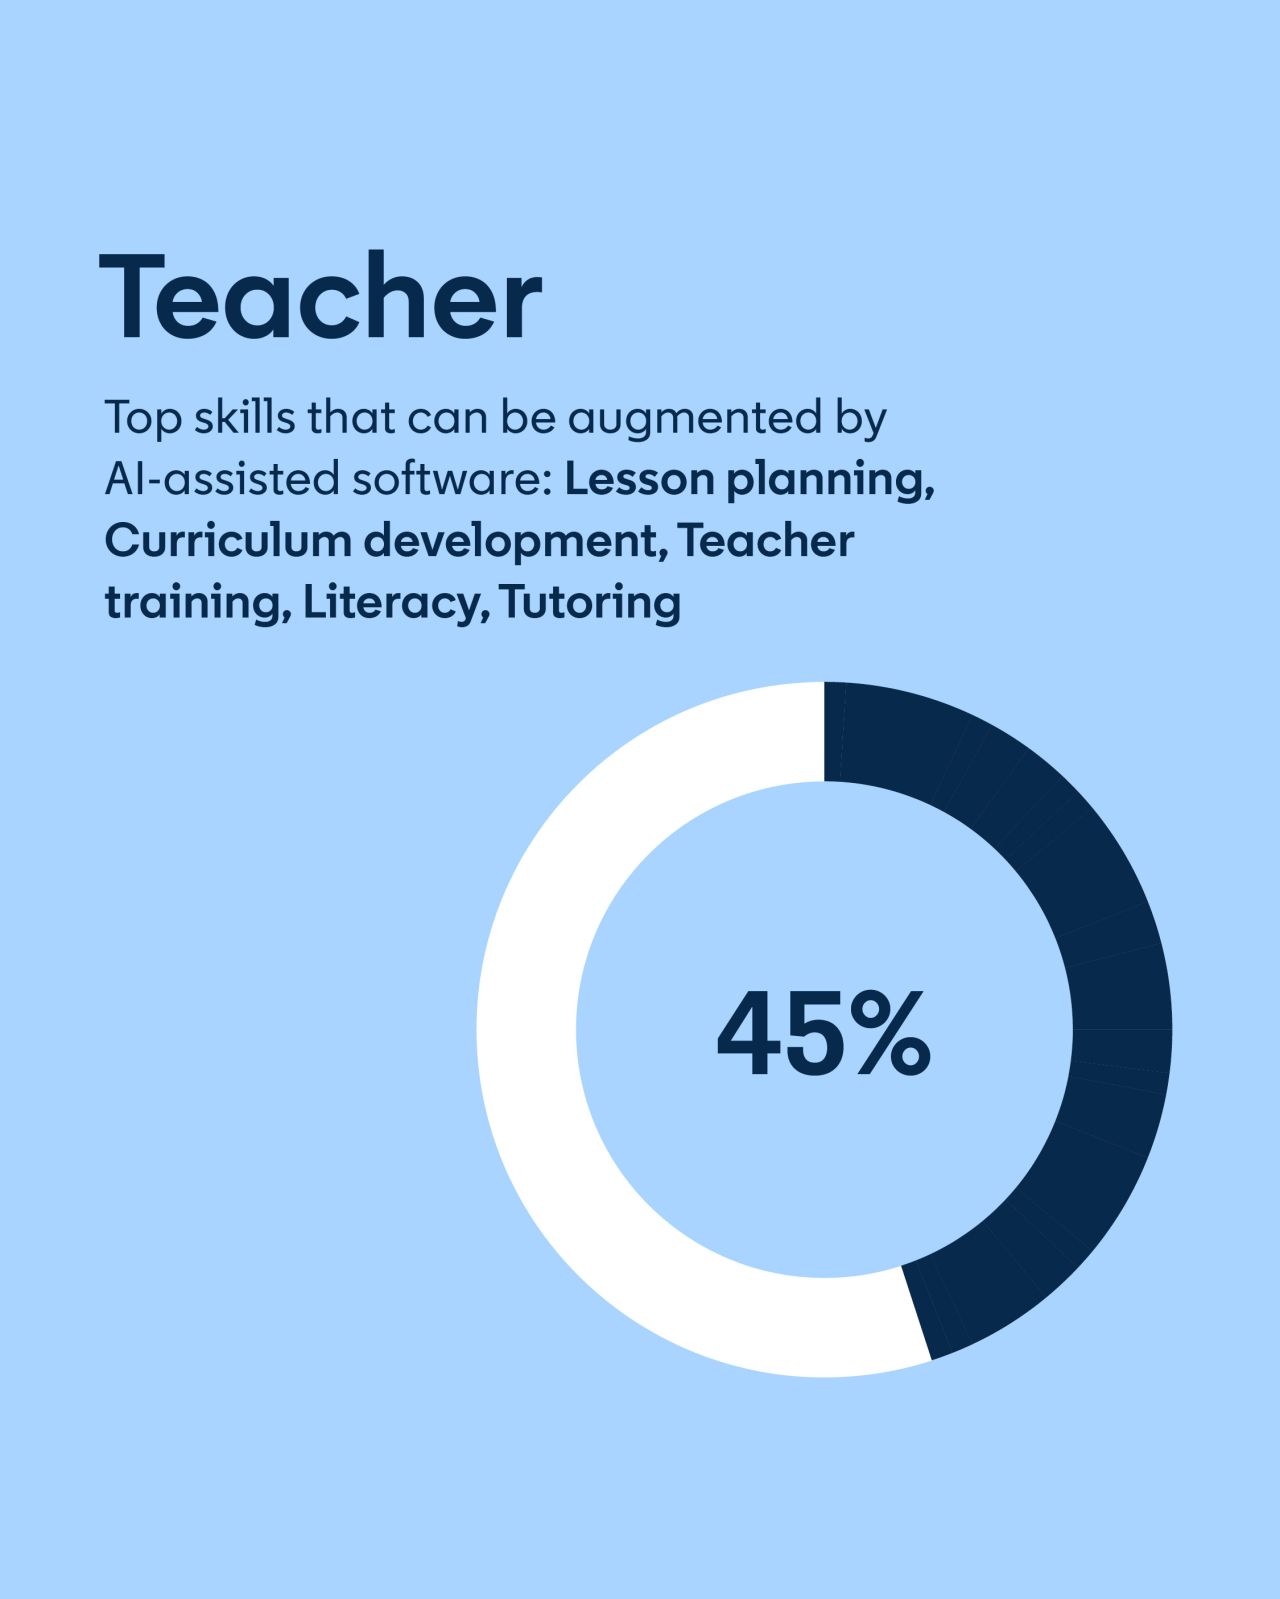 Teacher
Top skills that can be augmented by
AI-assisted software: Lesson planning,
Curriculum development, Teacher
training, Literacy, Tutoring
45%